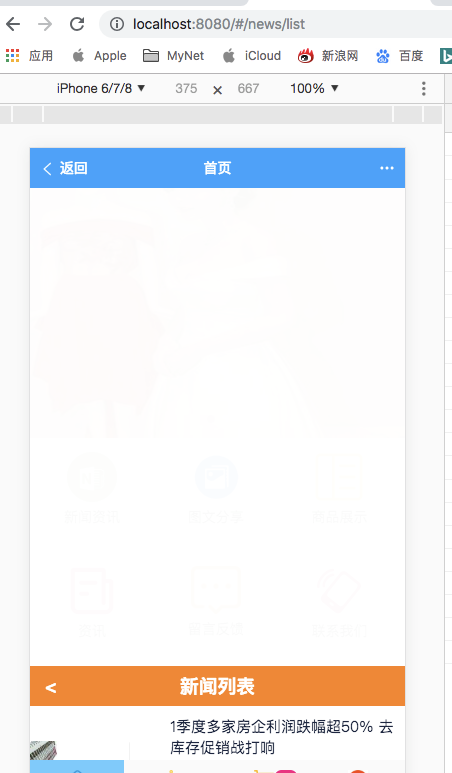 localhost:8080/#/news/list
应用 Apple MyNet iCloud 新浪网 百度
iPhone 6/7/8 375 × 667 100%
返回 首页
< 新闻列表
1季度多家房企利润跌幅超50% 去
库存促销战打响